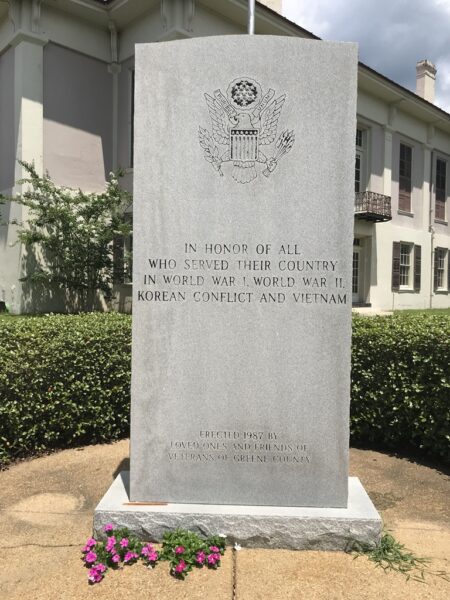 IN HONOR OF ALL
WHO SERVED THEIR COUNTRY
IN WORLD WAR I, WORLD WAR II,
KOREAN CONFLICT AND VIETNAM
ERECTED 1987 BY
LOVED ONES AND FRIENDS OF
VETERANS OF GREENE COUNTY